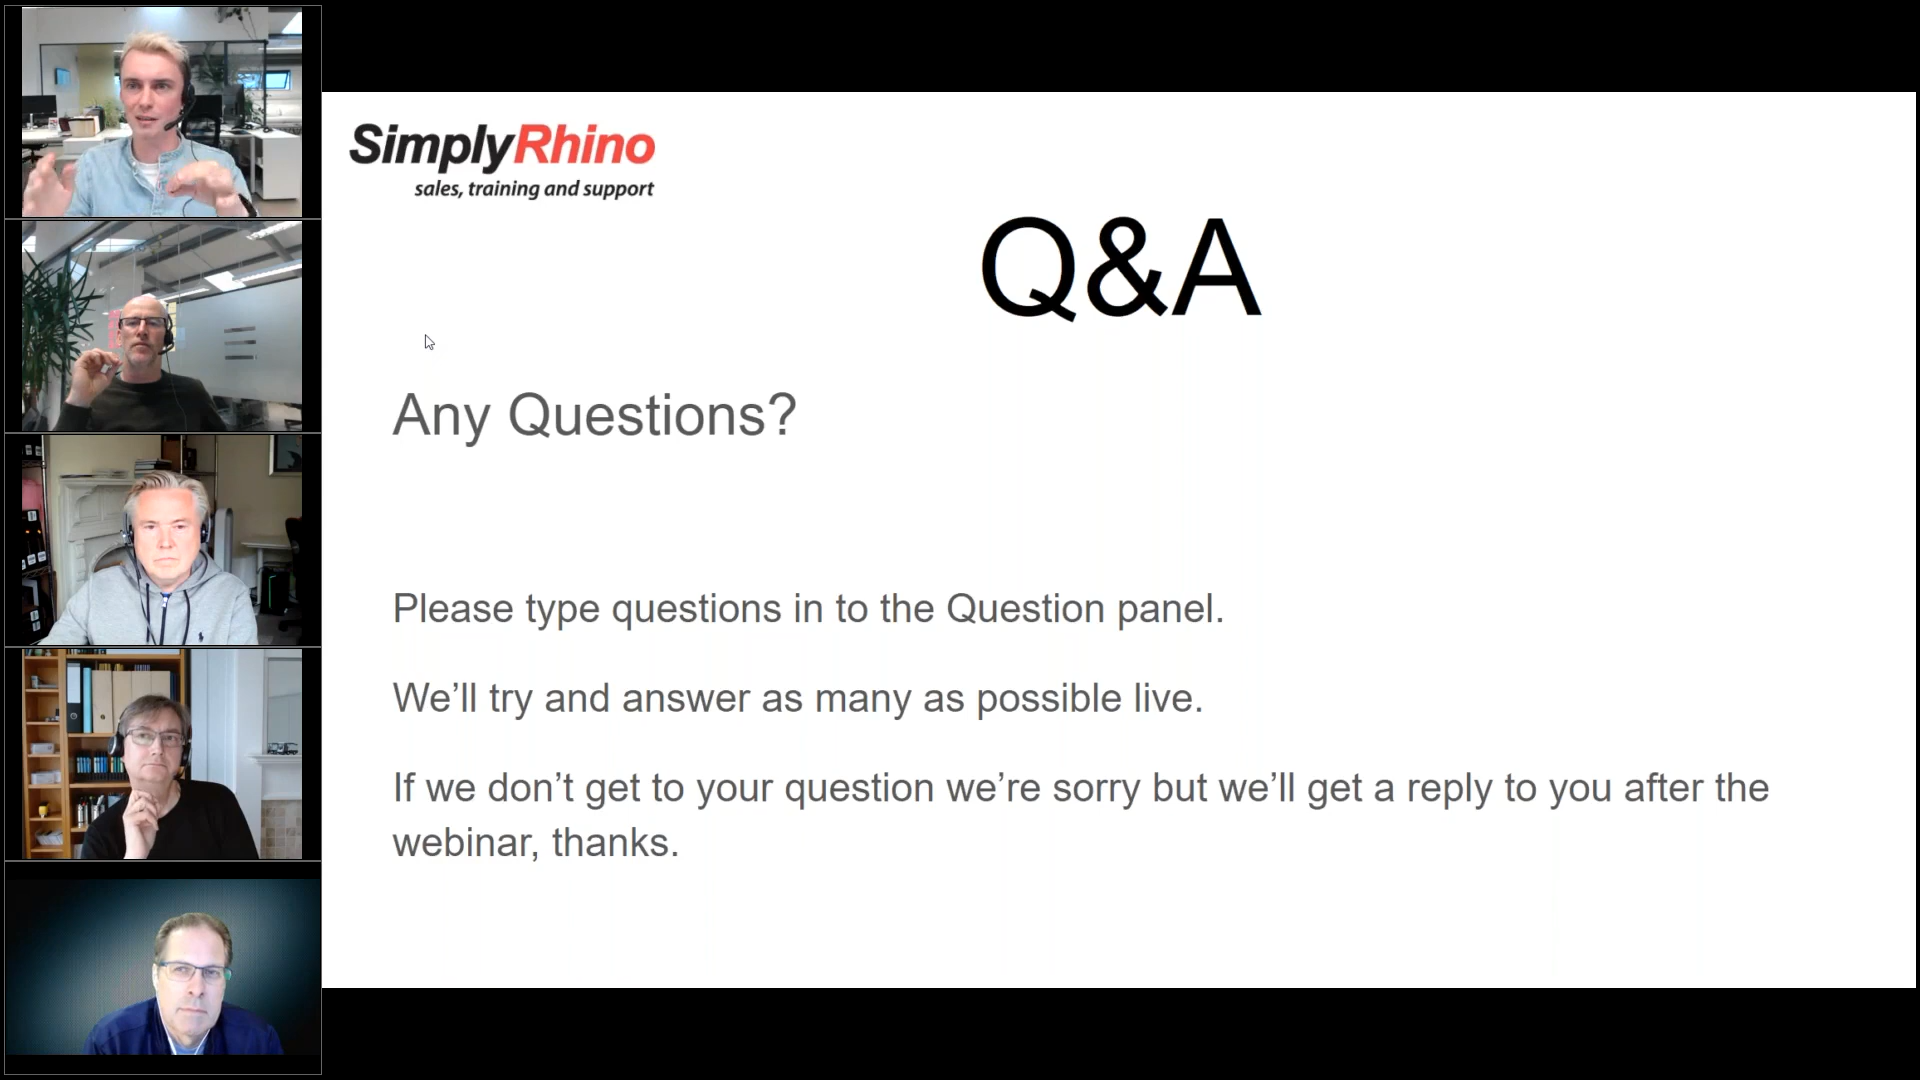 SimplyRhino
sales, training and support
Q&A
Any Questions?
Please type questions in to the Question panel.
We’ll try and answer as many as possible live.
If we don’t get to your question we’re sorry but we’ll get a reply to you after the
webinar, thanks.